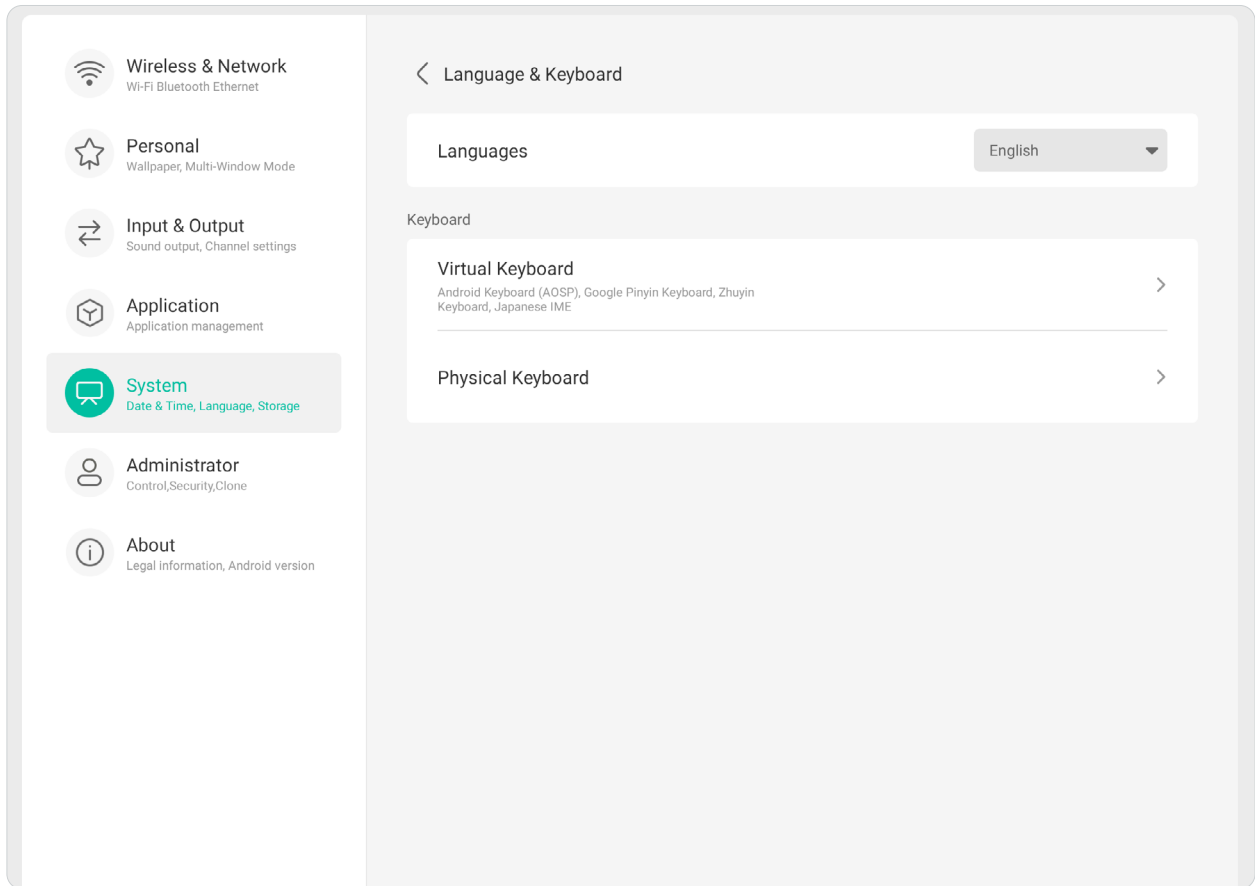 Wireless & Network
Wi-Fi Bluetooth Ethernet
Personal
Wallpaper, Multi-Window Mode
Input & Output
Sound output, Channel settings
Application
Application management
System
Date & Time, Language, Storage
Administrator
Control,Security,Clone
About
Legal information, Android version
Language & Keyboard
Languages
English
Keyboard
Virtual Keyboard
Android Keyboard (AOSP), Google Pinyin Keyboard, Zhuyin
Keyboard, Japanese IME
Physical Keyboard